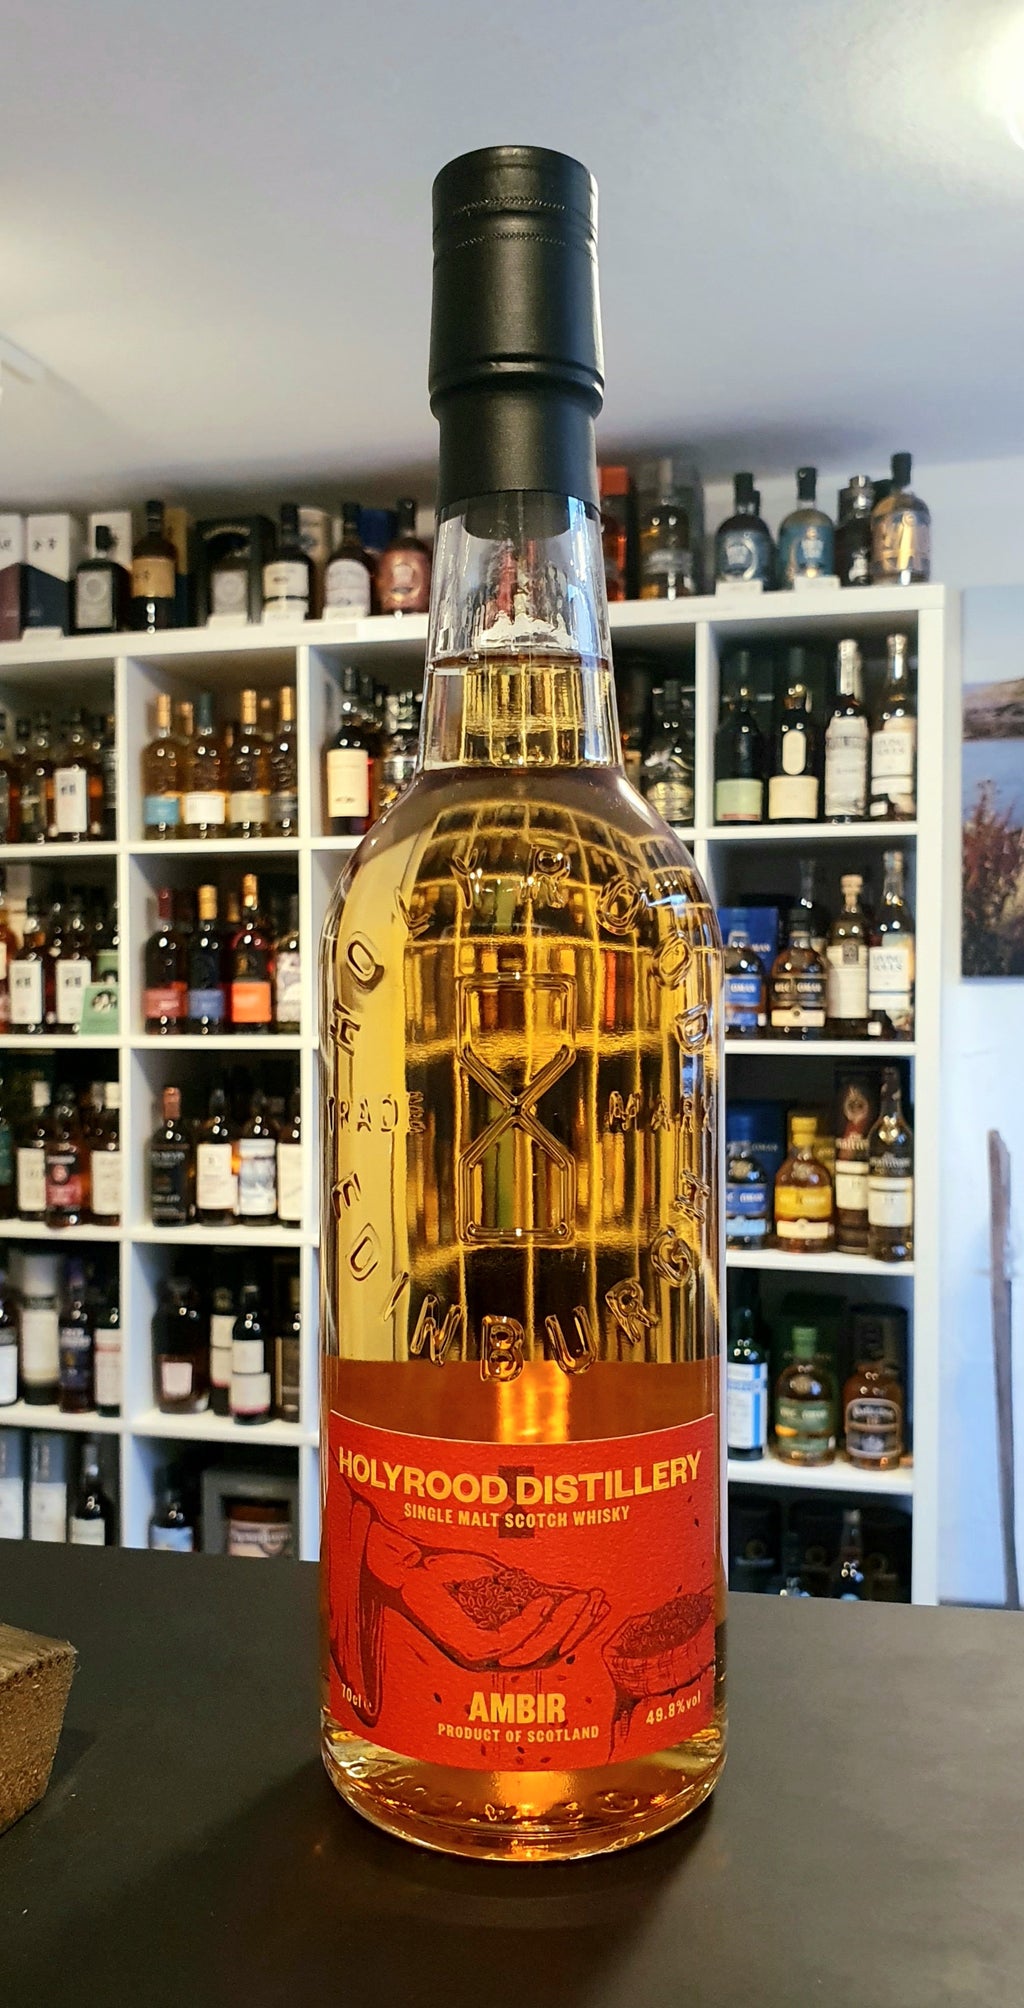 HOLYROOD
TRADE MARK
EDINBURGH
HOLYROOD DISTILLERY
SINGLE MALT SCOTCH WHISKY
70cl e
AMBIR
49.8%vol
PRODUCT OF SCOTLAND